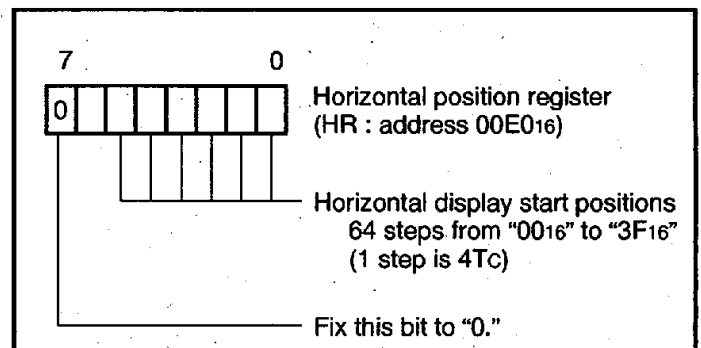 7 0
0
Horizontal position register
(HR : address 00E016)
Horizontal display start positions
64 steps from “0016” to “3F16”
(1 step is 4TC)
Fix this bit to “0.”